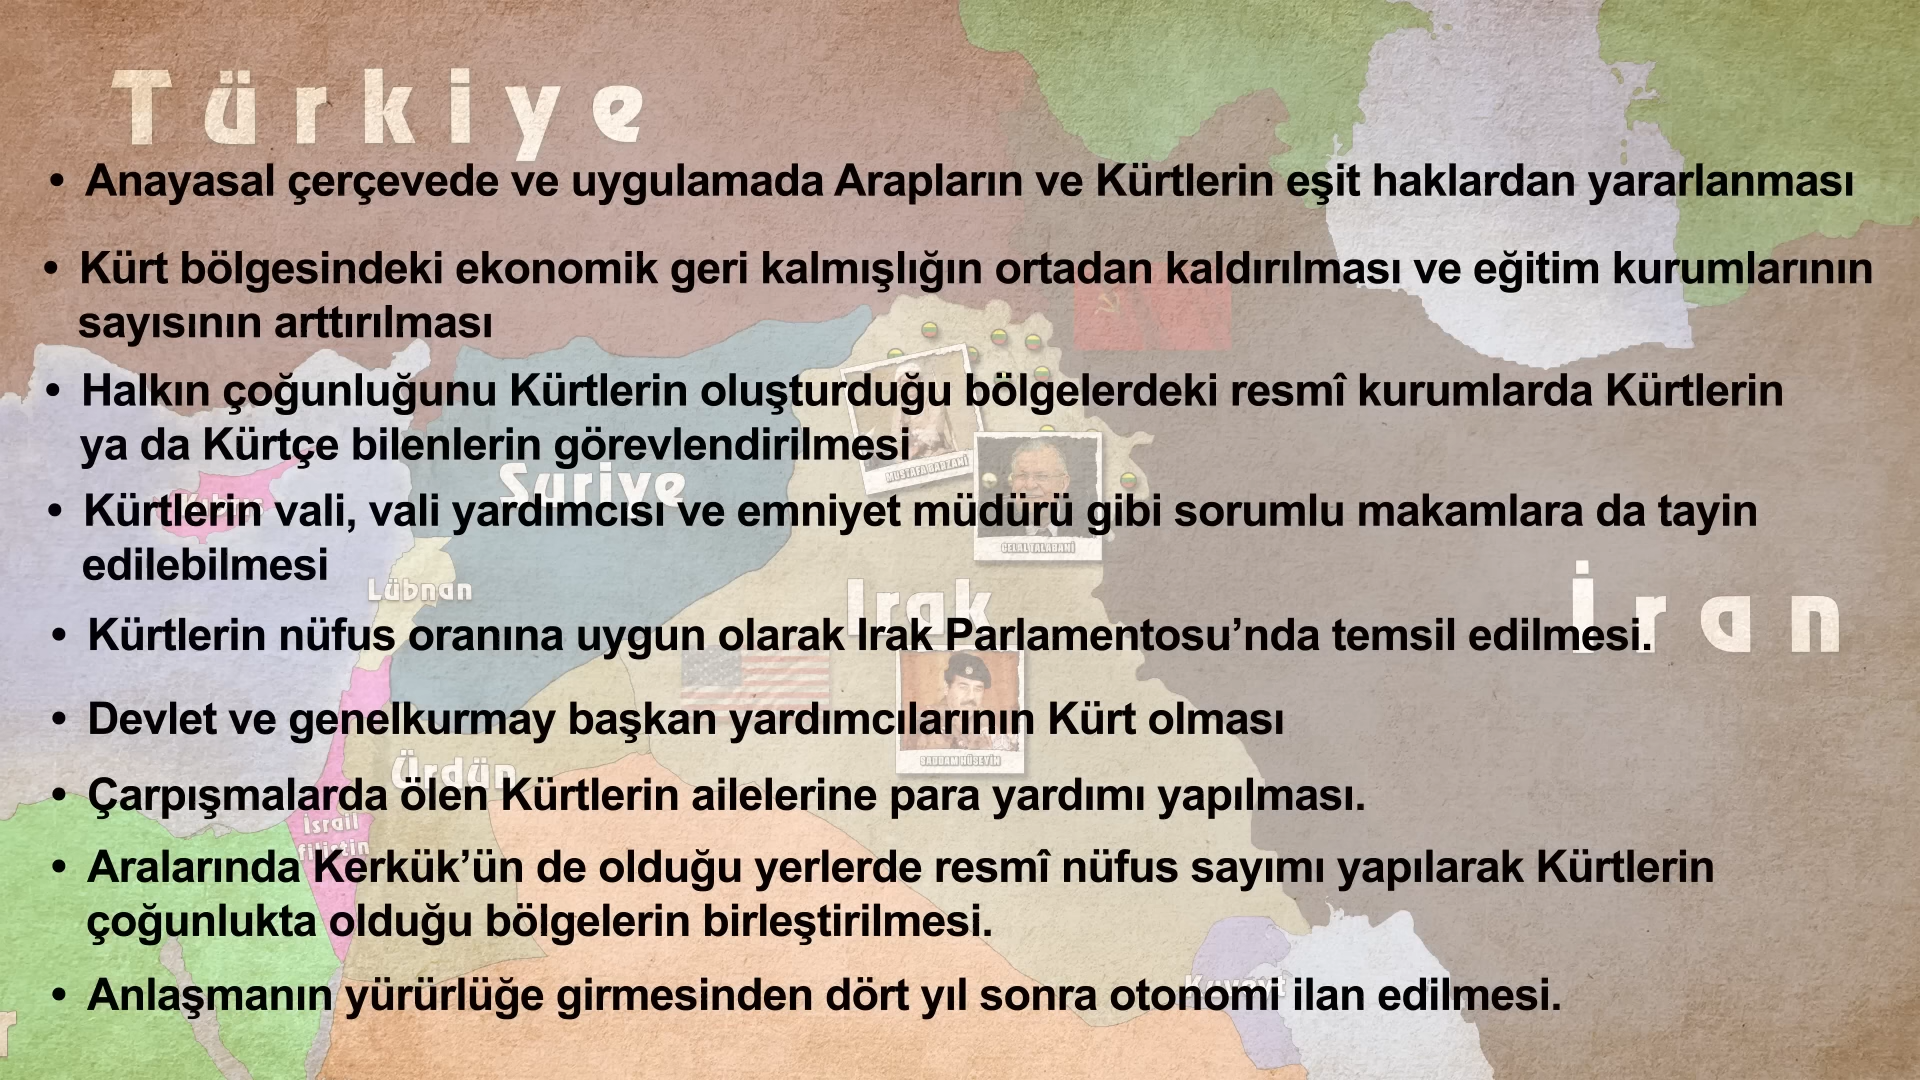 Türkiye
• Anayasal çerçevede ve uygulamada Arapların ve Kürtlerin eşit haklardan yararlanması
• Kürt bölgesindeki ekonomik geri kalmışlığın ortadan kaldırılması ve eğitim kurumlarının
sayısının arttırılması
• Halkın çoğunluğunu Kürtlerin oluşturduğu bölgelerdeki resmî kurumlarda Kürtlerin
ya da Kürtçe bilenlerin görevlendirilmesi
MUSTAFA BARZANİ
Suriye
Kıbrıs
• Kürtlerin vali, vali yardımcısı ve emniyet müdürü gibi sorumlu makamlara da tayin
edilebilmesi
CELAL TALABANİ
Lübnan
Irak
İran
• Kürtlerin nüfus oranına uygun olarak Irak Parlamentosu’nda temsil edilmesi.
• Devlet ve genelkurmay başkan yardımcılarının Kürt olması
SADDAM HÜSEYİN
Ürdün
• Çarpışmalarda ölen Kürtlerin ailelerine para yardımı yapılması.
İsrail
filistin
• Aralarında Kerkük’ün de olduğu yerlerde resmî nüfus sayımı yapılarak Kürtlerin
çoğunlukta olduğu bölgelerin birleştirilmesi.
Kuveyt
• Anlaşmanın yürürlüğe girmesinden dört yıl sonra otonomi ilan edilmesi.
r